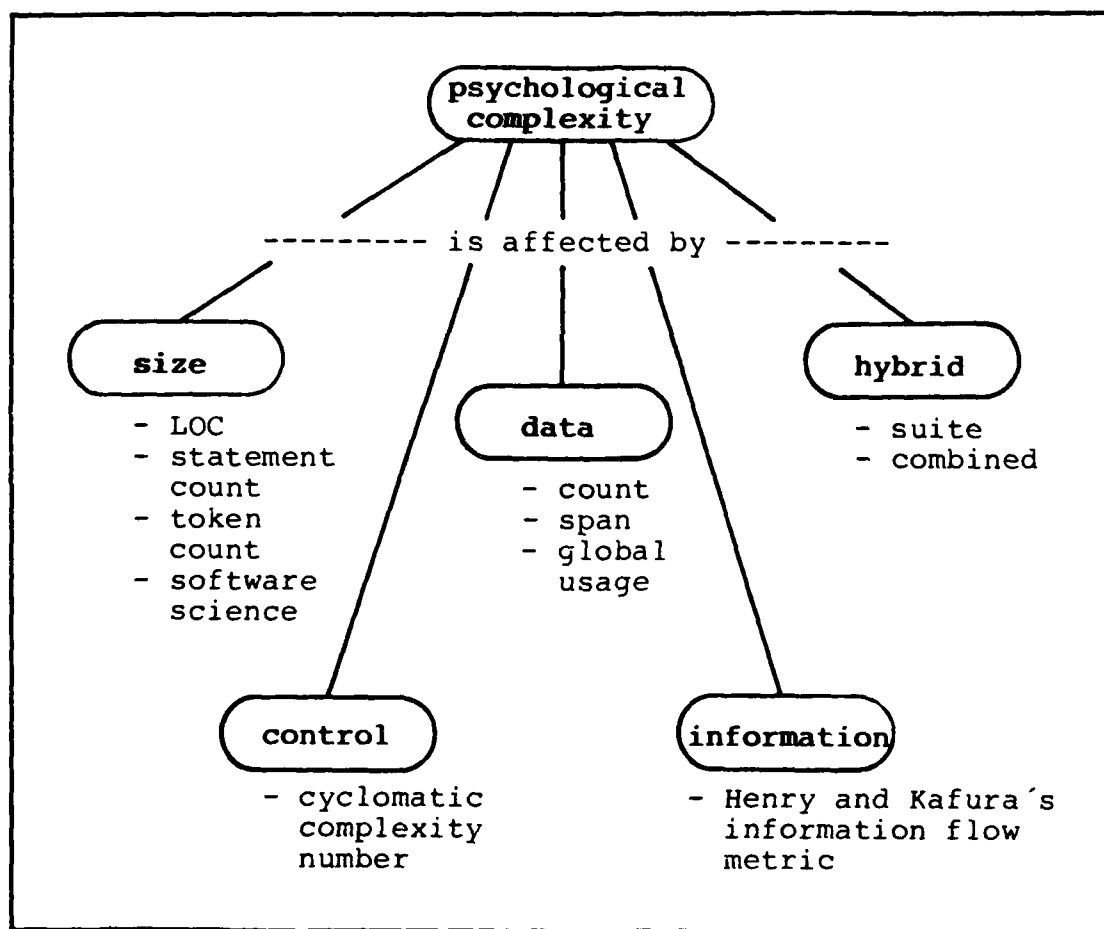 psychological
complexity
--------- is affected by ---------
size
- LOC
- statement
count
- token
count
- software
science
data
- count
- span
- global
usage
hybrid
- suite
- combined
control
- cyclomatic
complexity
number
information
- Henry and Kafura´s
information flow
metric